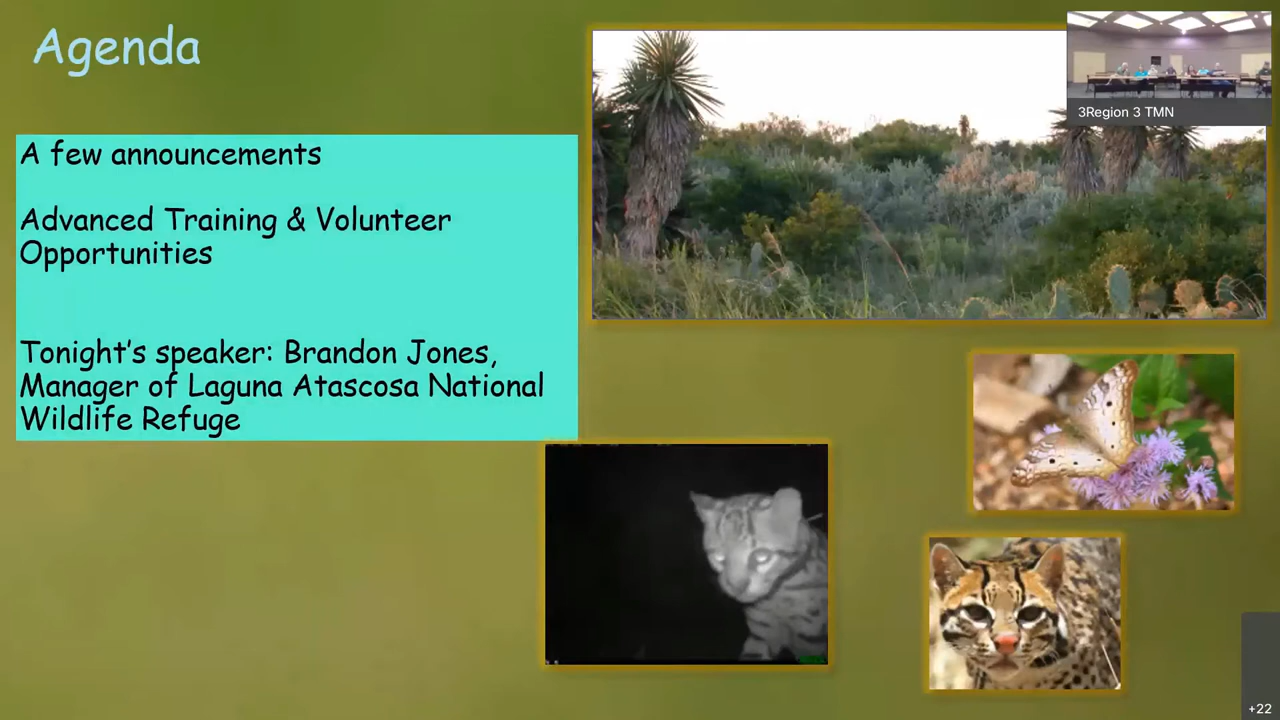 Agenda
3Region 3 TMN
A few announcements
Advanced Training & Volunteer
Opportunities
Tonight's speaker: Brandon Jones,
Manager of Laguna Atascosa National
Wildlife Refuge
+22